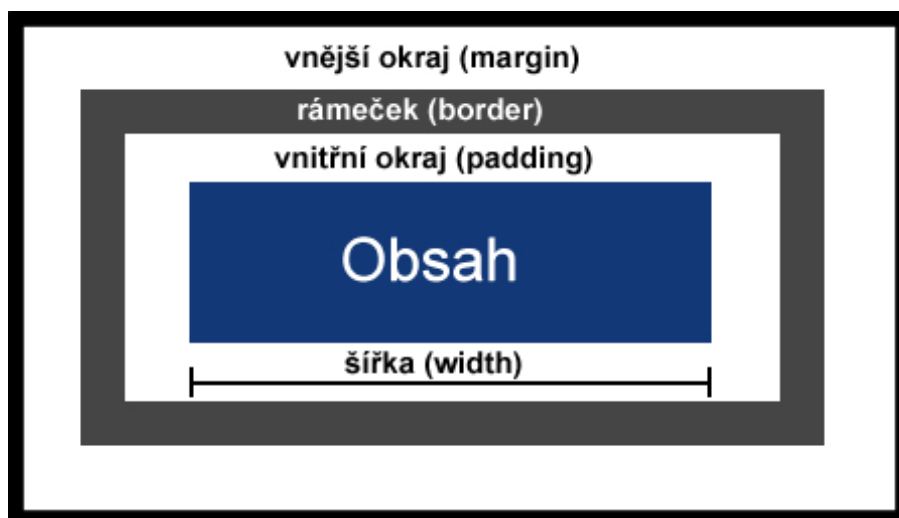 vnější okraj (margin)
rámeček (border)
vnitřní okraj (padding)
Obsah
šířka (width)